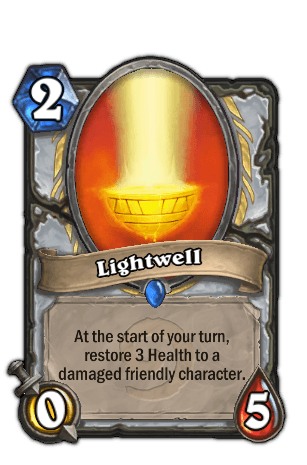 2
Lightwell
At the start of your turn,
restore 3 Health to a
damaged friendly character.
0
5